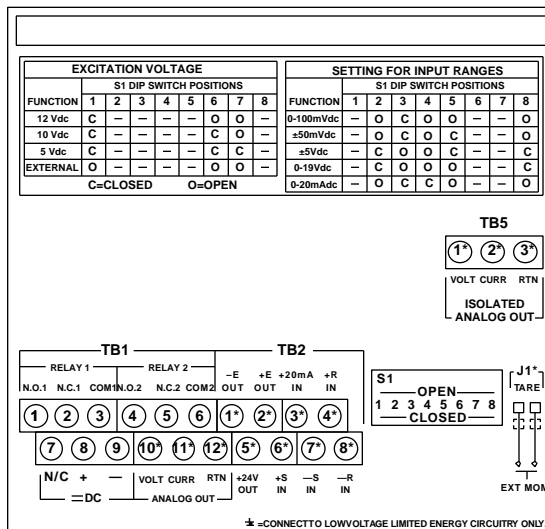 EXCITATION VOLTAGE
S1 DIP SWITCH POSITIONS
FUNCTION 1 2 3 4 5 6 7 8
12 Vdc C – – – – O O –
10 Vdc C – – – – C O –
5 Vdc C – – – – C C –
EXTERNAL O – – – – O O –
C=CLOSED O=OPEN
SETTING FOR INPUT RANGES
S1 DIP SWITCH POSITIONS
FUNCTION 1 2 3 4 5 6 7 8
0-100mVdc – O C O O – – O
±50mVdc – O C O C – – O
±5Vdc – C O O C – – C
0-19Vdc – C O O O – – C
0-20mAdc – O C C O – – O
TB5
1* 2* 3*
VOLT CURR RTN
ISOLATED
ANALOG OUT
TB1 TB2
RELAY 1 RELAY 2
–E +E +20mA +R
N.O.1 N.C.1 COM1 N.O.2 N.C.2 COM2 OUT OUT IN IN
1 2 3 4 5 6 1* 2* 3* 4*
7 8 9 10* 11* 12* 5* 6* 7* 8*
N/C + – VOLT CURR RTN +24V +S –S –R
OUT IN IN IN
DC ANALOG OUT
S1
OPEN
1 2 3 4 5 6 7 8
CLOSED
J1*
TARE
EXT MOM
* =CONNECTTO LOWVOLTAGE LIMITED ENERGY CIRCUITRY ONLY